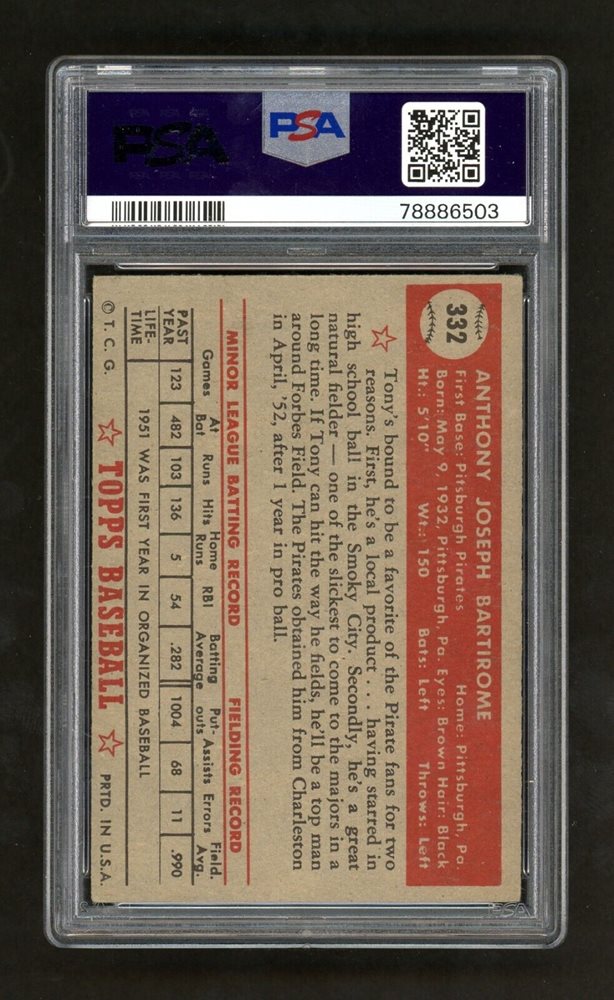 PSA
PSA
78886503
332
ANTHONY JOSEPH BARTIROME
First Base: Pittsburgh Pirates Home: Pittsburgh, Pa.
Born: May 9, 1932, Pittsburgh, Pa. Eyes: Brown Hair: Black
Ht.: 5'10" Wt.: 150 Bats: Left Throws: Left
Tony's bound to be a favorite of the Pirate fans for two
reasons. First, he's a local product . . . having starred in
high school ball in the Smoky City. Secondly, he's a great
natural fielder — one of the slickest to come to the majors in a
long time. If Tony can hit the way he fields, he'll be a top man
around Forbes Field. The Pirates obtained him from Charleston
in April, '52, after 1 year in pro ball.
MINOR LEAGUE BATTING RECORD FIELDING RECORD
Games At Bat Runs Hits Home Runs RBI Batting Average Put-outs Assists Errors Field. Avg.
PAST YEAR 123 482 103 136 5 54 .282 1004 68 11 .990
LIFE-TIME 1951 WAS FIRST YEAR IN ORGANIZED BASEBALL
© T. C. G. ☆ TOPPS BASEBALL ☆ PRTD. IN U.S.A.
PSA